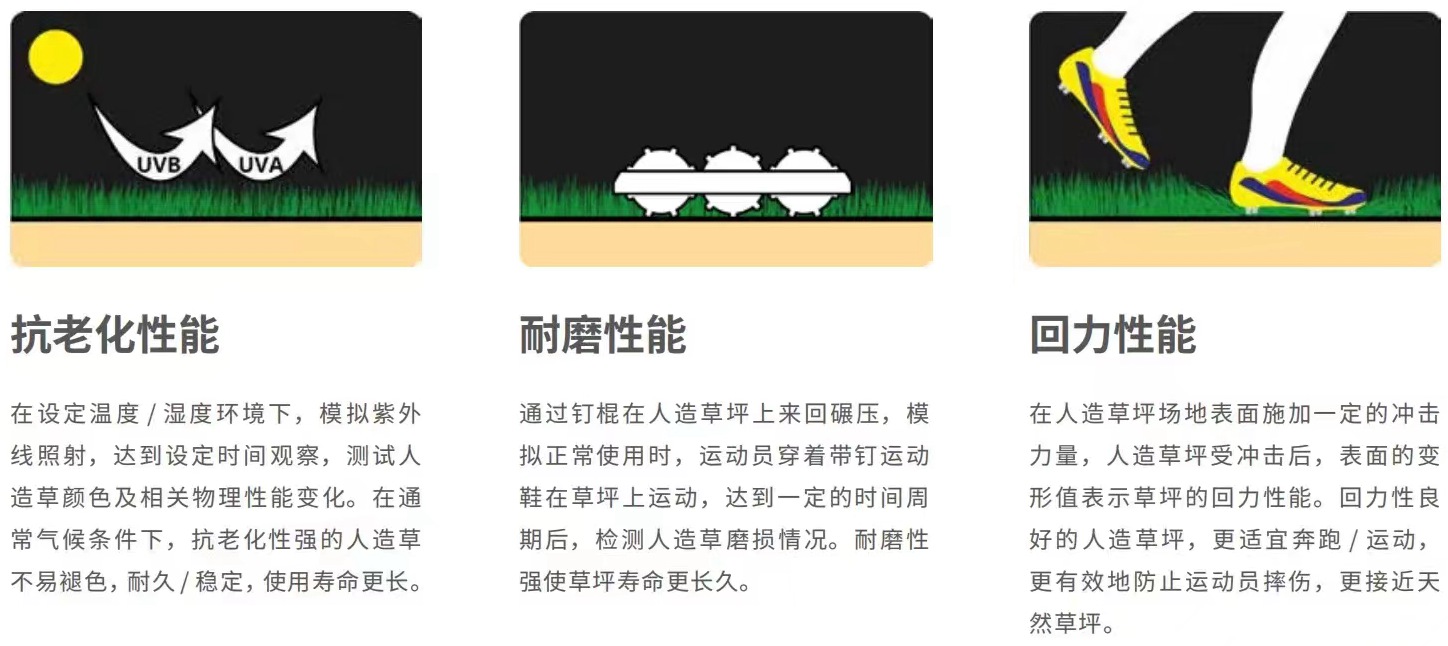 UVB
UVA
抗老化性能
在设定温度 / 湿度环境下，模拟紫外
线照射，达到设定时间观察，测试人
造草颜色及相关物理性能变化。在通
常气候条件下，抗老化性强的人造草
不易褪色，耐久 / 稳定，使用寿命更长。
耐磨性能
通过钉棍在人造草坪上来回碾压，模
拟正常使用时，运动员穿着带钉运动
鞋在草坪上运动，达到一定的时间周
期后，检测人造草磨损情况。耐磨性
强使草坪寿命更长久。
回力性能
在人造草坪场地表面施加一定的冲击
力量，人造草坪受冲击后，表面的变
形值表示草坪的回力性能。回力性良
好的人造草坪，更适宜奔跑 / 运动，
更有效地防止运动员摔伤，更接近天
然草坪。